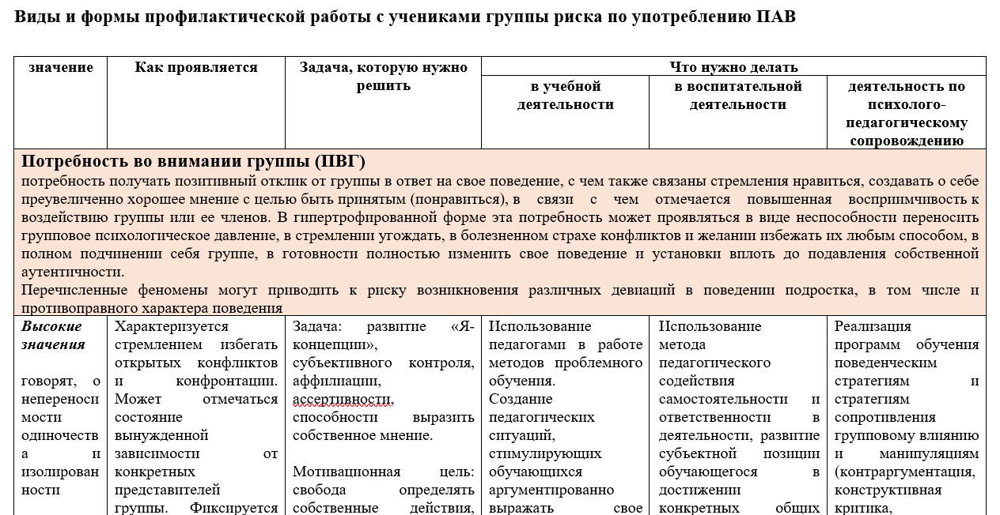 Виды и формы профилактической работы с учениками группы риска по употреблению ПАВ
значение
Как проявляется
Задача, которую нужно
решить
Что нужно делать
в учебной
деятельности
в воспитательной
деятельности
деятельность по
психолого-
педагогическому
сопровождению
Потребность во внимании группы (ПВГ)
потребность получать позитивный отклик от группы в ответ на свое поведение, с чем также связаны стремления нравиться, создавать о себе
преувеличенно хорошее мнение с целью быть принятым (понравиться), в связи с чем отмечается повышенная восприимчивость к
воздействию группы или ее членов. В гипертрофированной форме эта потребность может проявляться в виде неспособности переносить
групповое психологическое давление, в стремлении угождать, в болезненном страхе конфликтов и желании избежать их любым способом, в
полном подчинении себя группе, в готовности полностью изменить свое поведение и установки вплоть до подавления собственной
аутентичности.
Перечисленные феномены могут приводить к риску возникновения различных девиаций в поведении подростка, в том числе и
противоправного характера поведения
Высокие
значения
говорят, о
непереноси
мости
одиночеств
а и
изолирован
ности
Характеризуется
стремлением избегать
открытых конфликтов
и конфронтации.
Может отмечаться
состояние
вынужденной
зависимости от
конкретных
представителей
группы. Фиксируется
Задача: развитие «Я-
концепции»,
субъективного контроля,
аффилиации,
ассертивности,
способности выразить
собственное мнение.
Мотивационная цель:
свобода определять
собственные действия,
Использование
педагогами в работе
методов проблемного
обучения.
Создание
педагогических
ситуаций,
стимулирующих
обучающихся
аргументированно
выражать свое
Использование
метода
педагогического
содействия
самостоятельности и
ответственности в
деятельности, развитие
субъектной позиции
обучающегося в
достижении
конкретных общих
Реализация
программ обучения
поведенческим
стратегиям и
стратегиям
сопротивления
групповому влиянию
и манипуляциям
(контраргументация,
конструктивная
критика,